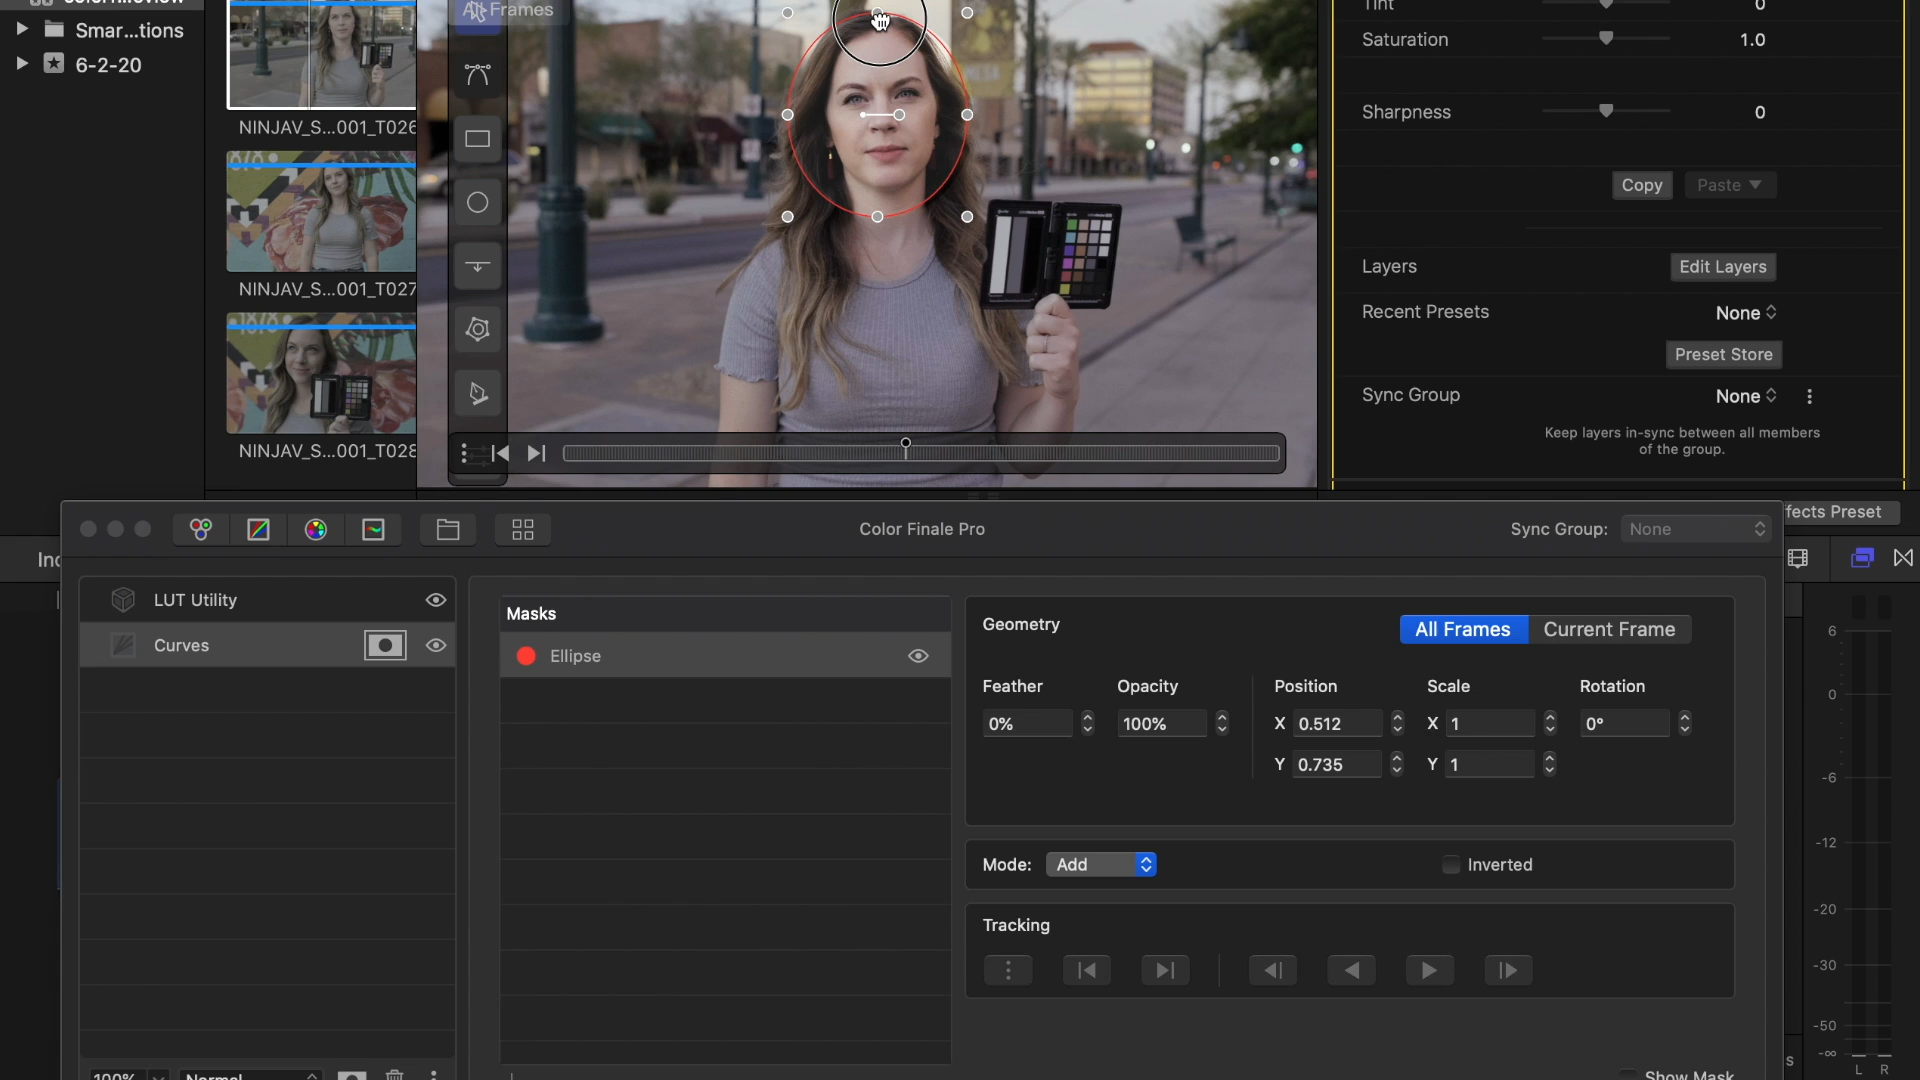 Smar...tions
6-2-20
NINJAV_S...001_T026
NINJAV_S...001_T027
NINJAV_S...001_T028
All Frames
MESA
Tint 0
Saturation 1.0
Sharpness 0
Copy Paste
Layers Edit Layers
Recent Presets None
Preset Store
Sync Group None
Keep layers in-sync between all members
of the group.
fects Preset
Color Finale Pro
Sync Group: None
LUT Utility
Curves
Masks
Ellipse
Geometry
All Frames Current Frame
Feather Opacity Position Scale Rotation
0% 100% X 0.512 X 1 0°
Y 0.735 Y 1
Mode: Add Inverted
Tracking
Show Mask
100% Normal
6
0
-6
-12
-20
-30
-50
-∞
L R